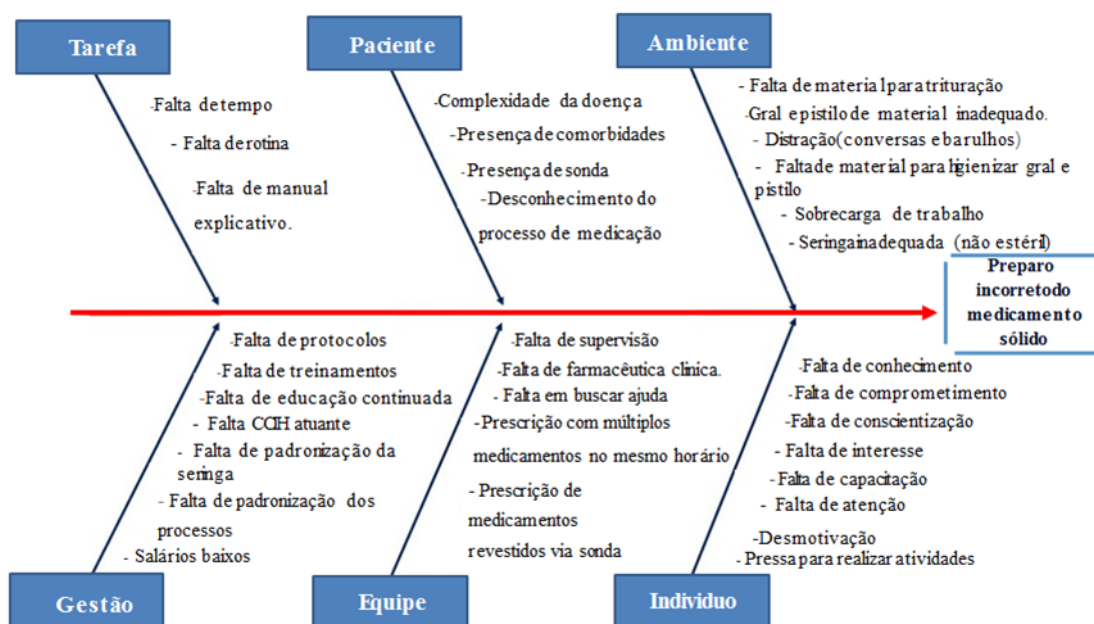 Tarefa
-Falta de tempo
- Falta de rotina
-Falta de manual
explicativo.
Paciente
-Complexidade da doença
-Presença de comorbidades
-Presença de sonda
-Desconhecimento do
processo de medicação
Ambiente
- Falta de material para trituração
-Gral e pistilo de material inadequado.
- Distração(conversas e barulhos)
- Falta de material para higienizar gral e
pistilo
- Sobrecarga de trabalho
- Seringa inadequada (não estéril)
Preparo
incorreto do
medicamento
sólido
-Falta de protocolos
-Falta de treinamentos
-Falta de educação continuada
- Falta CCIH atuante
- Falta de padronização da
seringa
- Falta de padronização dos
processos
- Salários baixos
Gestão
-Falta de supervisão
-Falta de farmacêutica clínica.
- Falta em buscar ajuda
-Prescrição com múltiplos
medicamentos no mesmo horário
- Prescrição de
medicamentos
revestidos via sonda
Equipe
-Falta de conhecimento
-Falta de comprometimento
-Falta de conscientização
- Falta de interesse
-Falta de capacitação
- Falta de atenção
-Desmotivação
-Pressa para realizar atividades
Individuo